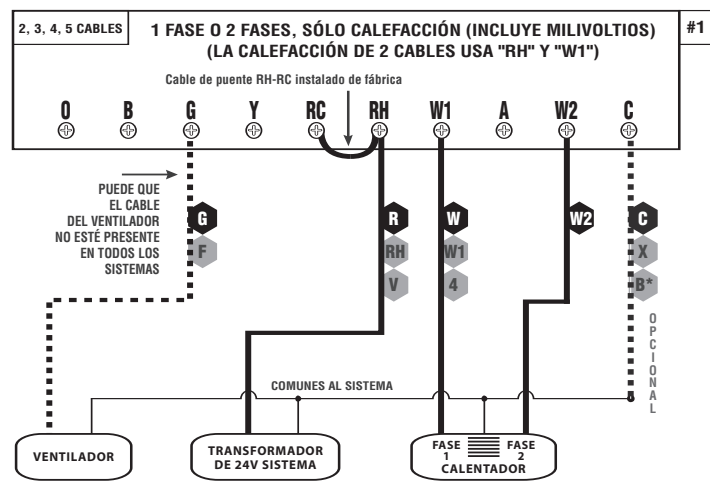 2, 3, 4, 5 CABLES
1 FASE O 2 FASES, SÓLO CALEFACCIÓN (INCLUYE MILIVOLTIOS)
(LA CALEFACCIÓN DE 2 CABLES USA "RH" Y "W1")
#1
Cable de puente RH-RC instalado de fábrica
O B G Y RC RH W1 A W2 C
PUEDE QUE
EL CABLE
DEL VENTILADOR
NO ESTÉ PRESENTE
EN TODOS LOS
SISTEMAS
G R W W2 C
F RH W1 X
V 4 B*
OPCIONAL
COMUNES AL SISTEMA
VENTILADOR
TRANSFORMADOR
DE 24V SISTEMA
FASE FASE
1 2
CALENTADOR